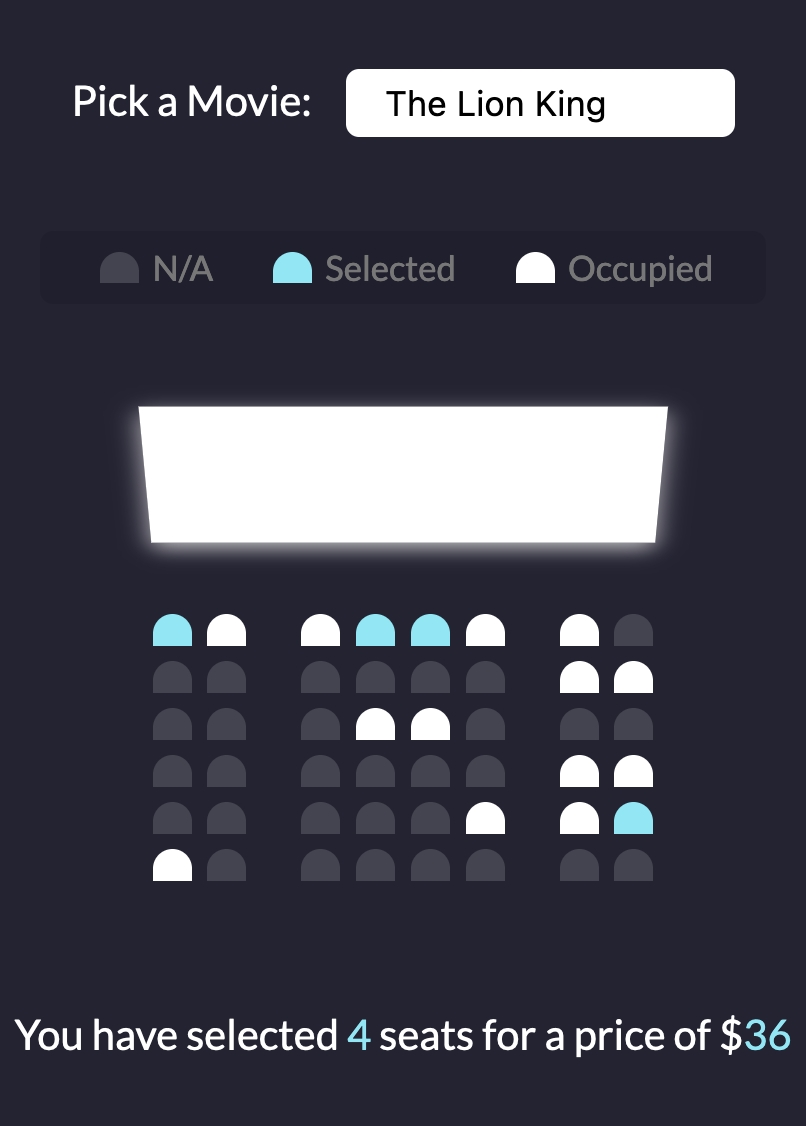 Pick a Movie: The Lion King
N/A Selected Occupied
You have selected 4 seats for a price of $36